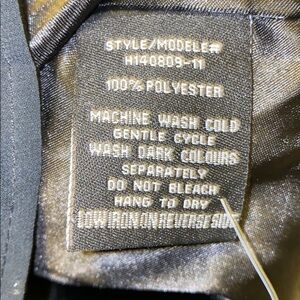 STYLE/MODELE#
H140809-11
100% POLYESTER
MACHINE WASH COLD
GENTLE CYCLE
WASH DARK COLOURS
SEPARATELY
DO NOT BLEACH
HANG TO DRY
LOW IRON ON REVERSE SIDE